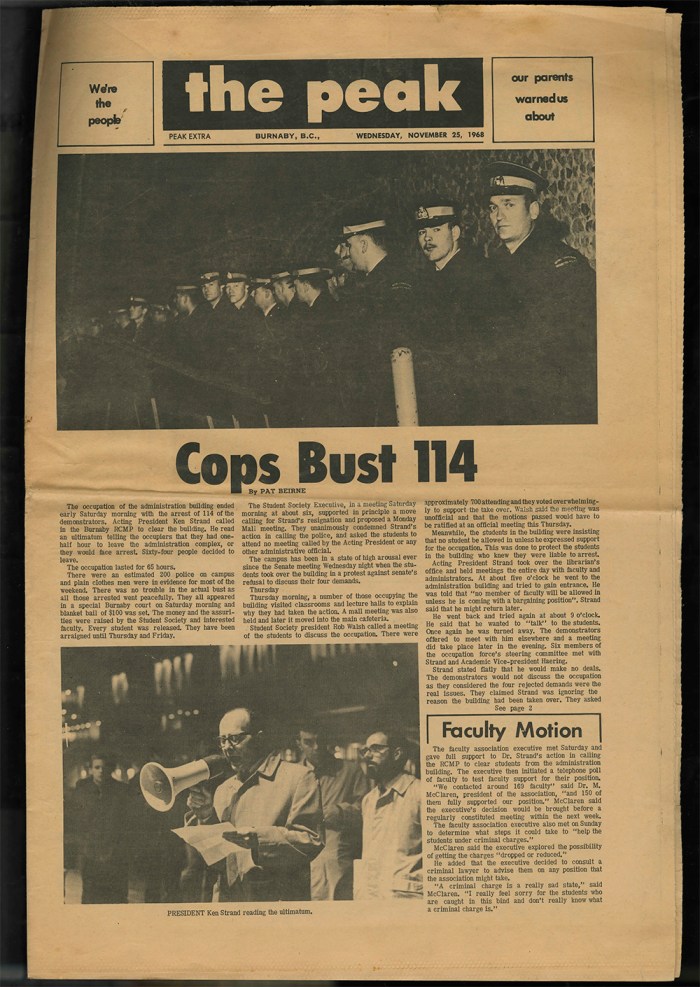 We're
the
people
the peak
our parents
warned us
about
PEAK EXTRA BURNABY, B.C., WEDNESDAY, NOVEMBER 25, 1968
Cops Bust 114
By PAT BEIRNE
The occupation of the administration building ended
early Saturday morning with the arrest of 114 of the
demonstrators. Acting President Ken Strand called
in the Burnaby RCMP to clear the building. He read
an ultimatum telling the occupiers that they had one-
half hour to leave the administration complex, or
they would face arrest. Sixty-four people decided to
leave.
The occupation lasted for 65 hours.
There were an estimated 200 police on campus
and plain clothes men were in evidence for most of the
weekend. There was no trouble in the actual bust as
all those arrested went peacefully. They all appeared
in a special Burnaby court on Saturday morning and
blanket bail of $100 was set. The money and the assuri-
ties were raised by the Student Society and interested
faculty. Every student was released. They have been
arraigned until Thursday and Friday.
The Student Society Executive, in a meeting Saturday
morning at about six, supported in principle a move
calling for Strand's resignation and proposed a Monday
Mall meeting. They unanimously condemned Strand's
action in calling the police, and asked the students to
attend no meeting called by the Acting President or any
other administrative official.
The campus has been in a state of high arousal ever
since the Senate meeting Wednesday night when the stu-
dents took over the building in a protest against senate's
refusal to discuss their four demands.
Thursday
Thursday morning, a number of those occupying the
building visited classrooms and lecture halls to explain
why they had taken the action. A mall meeting was also
held and later it moved into the main cafeteria.
Student Society president Rob Walsh called a meeting
of the students to discuss the occupation. There were
approximately 700 attending and they voted overwhelming-
ly to support the take over. Walsh said the meeting was
unofficial and that the motions passed would have to
be ratified at an official meeting this Thursday.
Meanwhile, the students in the building were insisting
that no student be allowed in unless he expressed support
for the occupation. This was done to protect the students
in the building who knew they were liable to arrest.
Acting President Strand took over the librarian's
office and held meetings the entire day with faculty and
administrators. At about five o'clock he went to the
administration building and tried to gain entrance. He
was told that "no member of faculty will be allowed in
unless he is coming with a bargaining position". Strand
said that he might return later.
He went back and tried again at about 9 o'clock.
He said that he wanted to "talk" to the students.
Once again he was turned away. The demonstrators
offered to meet with him elsewhere and a meeting
did take place later in the evening. Six members of
the occupation force's steering committee met with
Strand and Academic Vice-president Haering.
Strand stated flatly that he would make no deals.
The demonstrators would not discuss the occupation
as they considered the four rejected demands were the
real issues. They claimed Strand was ignoring the
reason the building had been taken over. They asked
See page 2
PRESIDENT Ken Strand reading the ultimatum.
Faculty Motion
The faculty association executive met Saturday and
gave full support to Dr. Strand's action in calling
the RCMP to clear students from the administration
building. The executive then initiated a telephone poll
of faculty to test faculty support for their position.
"We contacted around 169 faculty" said Dr. M.
McClaren, president of the association, "and 150 of
them fully supported our position." McClaren said
the executive's decision would be brought before a
regularly constituted meeting within the next week.
The faculty association executive also met on Sunday
to determine what steps it could take to "help the
students under criminal charges."
McClaren said the executive explored the possibility
of getting the charges "dropped or reduced."
He added that the executive decided to consult a
criminal lawyer to advise them on any position that
the association might take.
"A criminal charge is a really sad state," said
McClaren. "I really feel sorry for the students who
are caught in this bind and don't really know what
a criminal charge is."